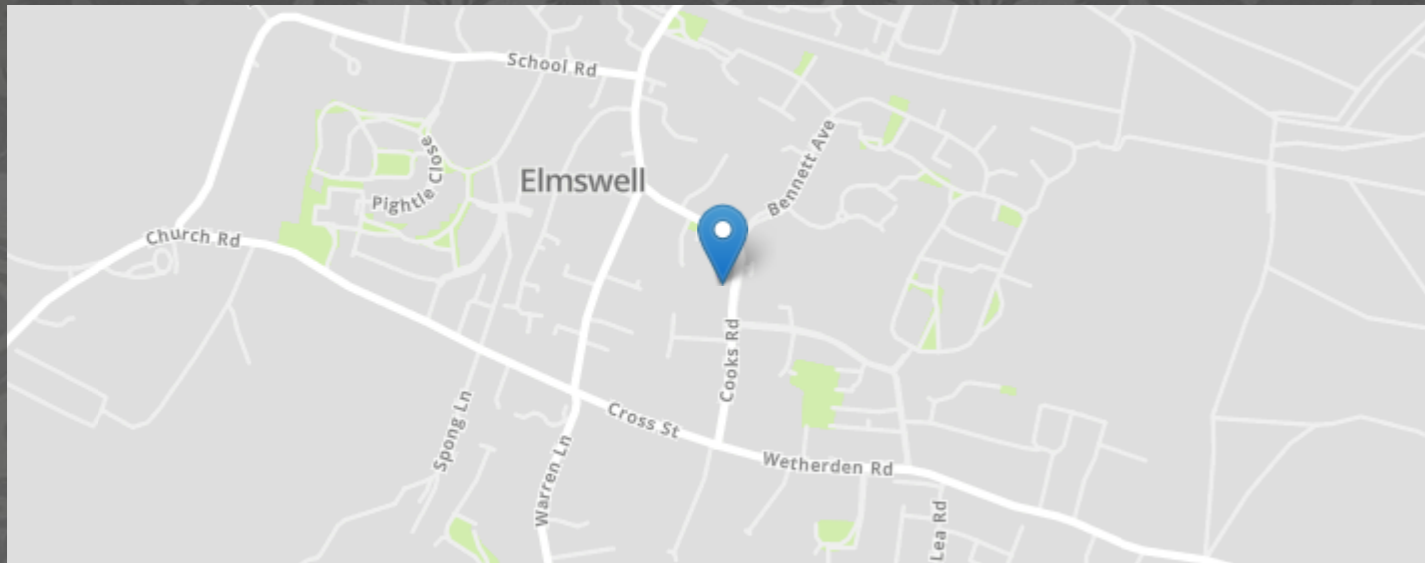 School Rd
Bennett Ave
Pightle Close
Elmswell
Church Rd
Cooks Rd
Spong Ln
Cross St
Warren Ln
Wetherden Rd
Lea Rd